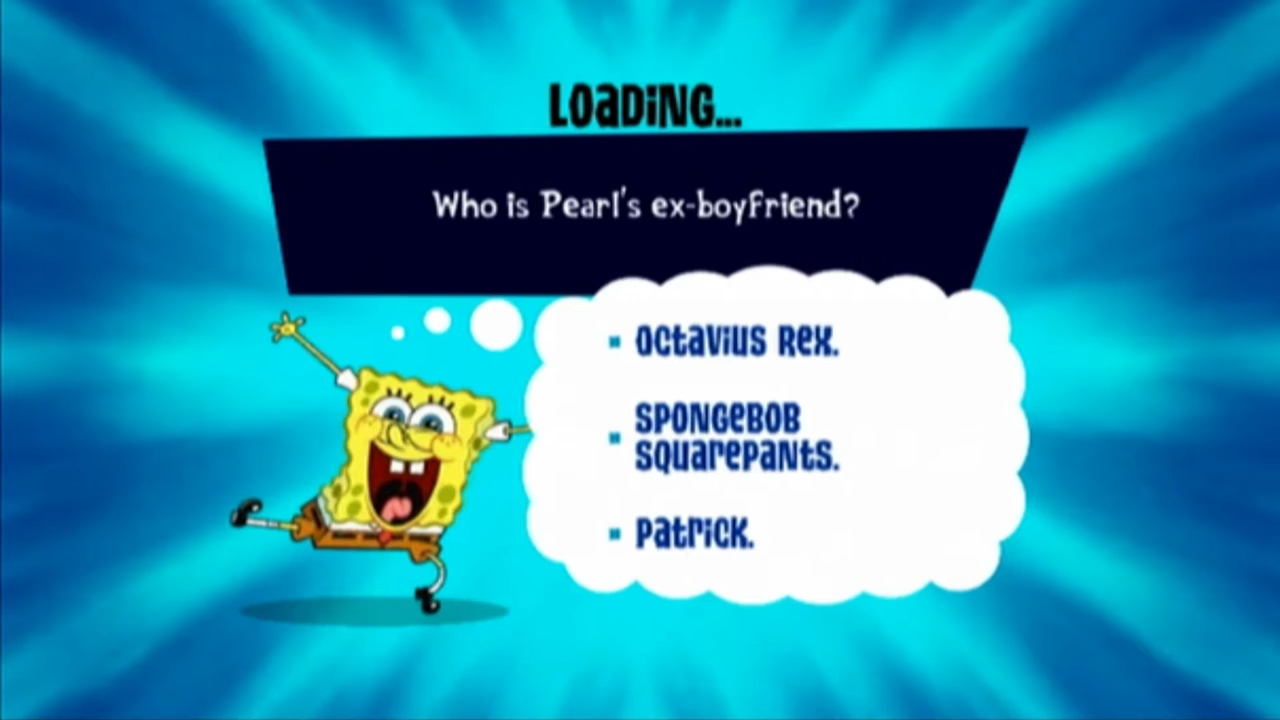 Loading...
Who is Pearl's ex-boyfriend?
Octavius Rex.
SpongeBob
SquarePants.
Patrick.